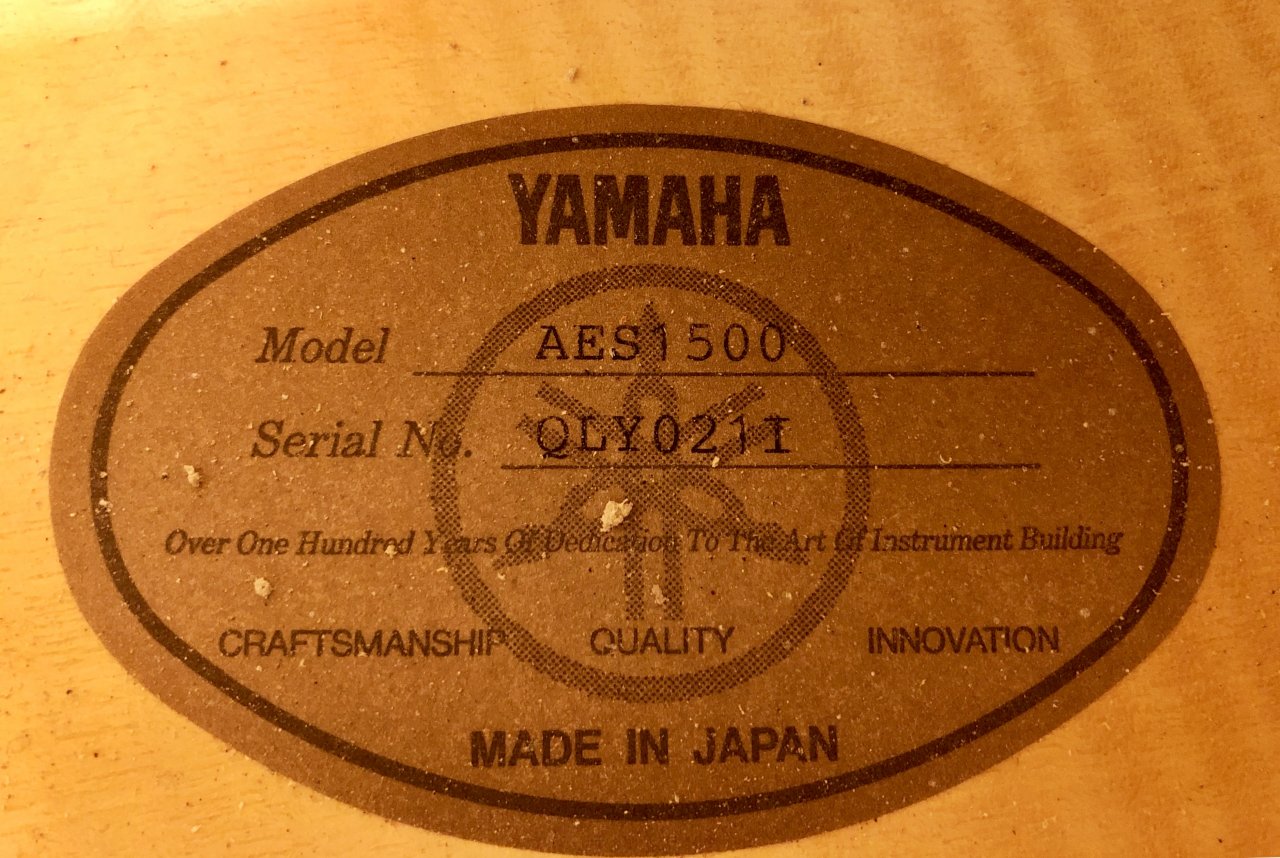 YAMAHA
Model AES1500
Serial No. QLY021I
Over One Hundred Years Of Dedication To The Art Of Instrument Building
CRAFTSMANSHIP QUALITY INNOVATION
MADE IN JAPAN